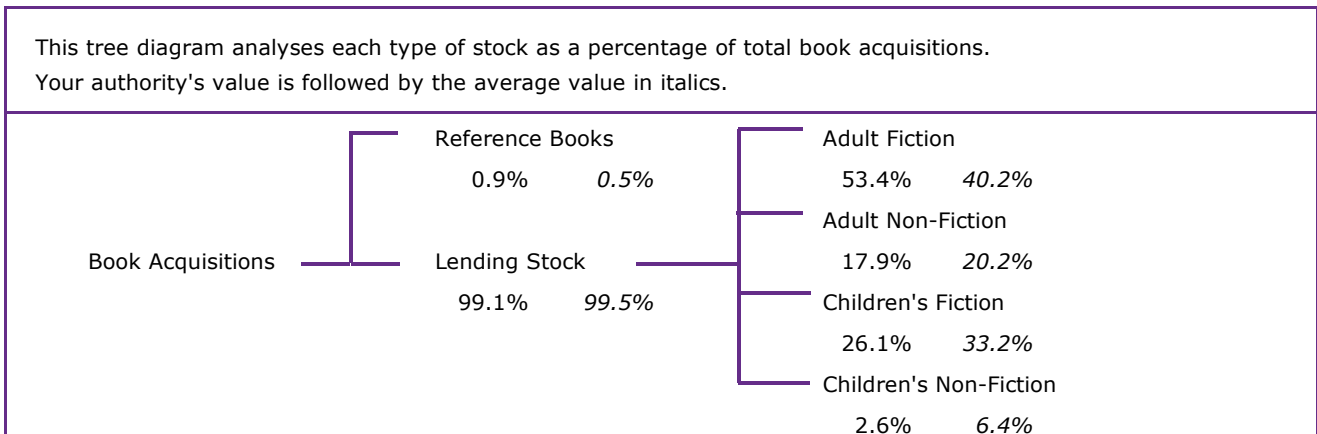 This tree diagram analyses each type of stock as a percentage of total book acquisitions.
Your authority's value is followed by the average value in italics.
Reference Books
0.9% 0.5%
Book Acquisitions
Lending Stock
99.1% 99.5%
Adult Fiction
53.4% 40.2%
Adult Non-Fiction
17.9% 20.2%
Children's Fiction
26.1% 33.2%
Children's Non-Fiction
2.6% 6.4%